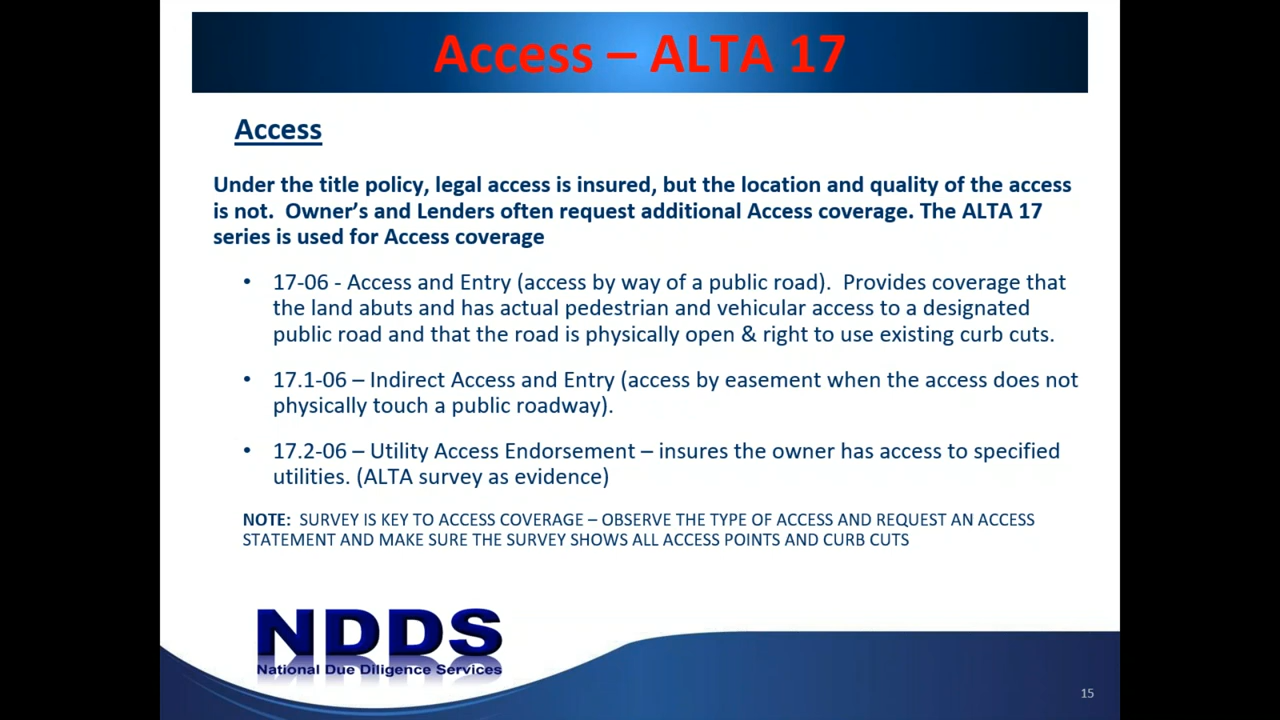 Access – ALTA 17
Access
Under the title policy, legal access is insured, but the location and quality of the access
is not.  Owner's and Lenders often request additional Access coverage. The ALTA 17
series is used for Access coverage
• 17-06 - Access and Entry (access by way of a public road).  Provides coverage that
the land abuts and has actual pedestrian and vehicular access to a designated
public road and that the road is physically open & right to use existing curb cuts.
• 17.1-06 – Indirect Access and Entry (access by easement when the access does not
physically touch a public roadway).
• 17.2-06 – Utility Access Endorsement – insures the owner has access to specified
utilities. (ALTA survey as evidence)
NOTE:  SURVEY IS KEY TO ACCESS COVERAGE – OBSERVE THE TYPE OF ACCESS AND REQUEST AN ACCESS
STATEMENT AND MAKE SURE THE SURVEY SHOWS ALL ACCESS POINTS AND CURB CUTS
NDDS
National Due Diligence Services
15